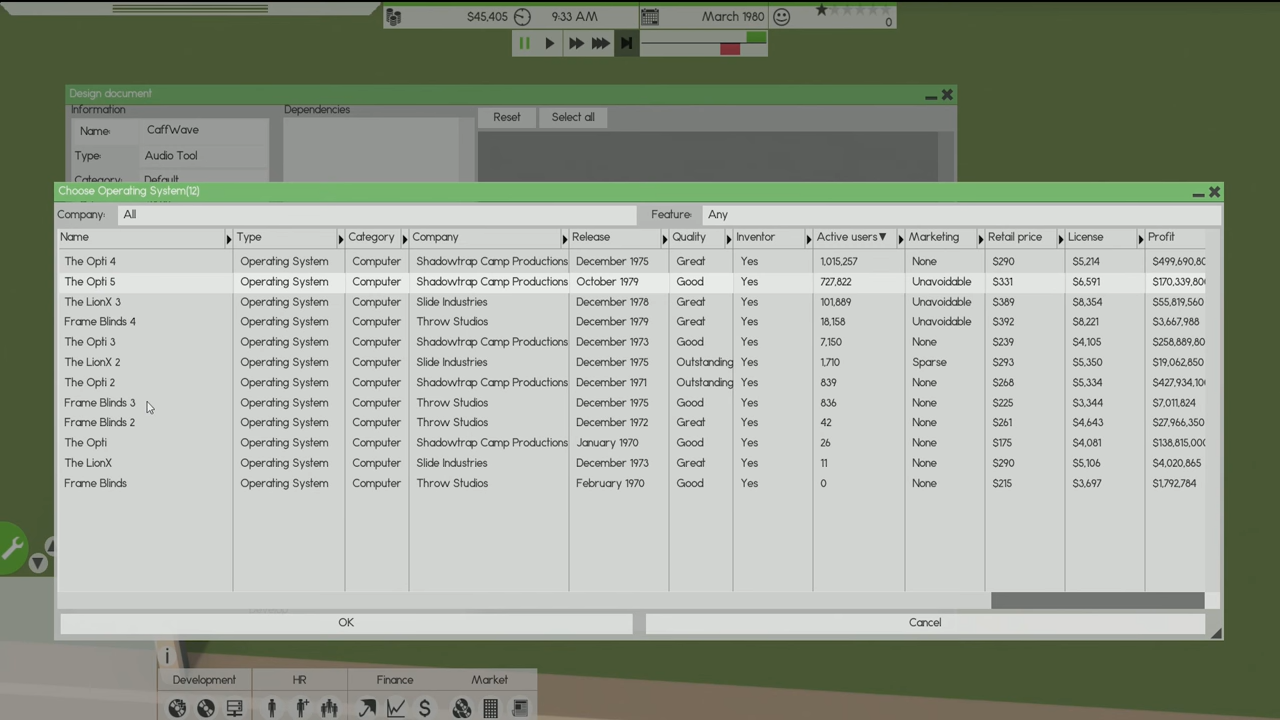 $45,405 9:33 AM March 1980 0
Design document
Information Dependencies Reset Select all
Name: CaffWave
Type: Audio Tool
Category: Default
Choose Operating System(12)
Company: All Feature: Any
Name Type Category Company Release Quality Inventor Active users▼ Marketing Retail price License Profit
The Opti 4 Operating System Computer Shadowtrap Camp Productions December 1975 Great Yes 1,015,257 None $290 $5,214 $499,690,80
The Opti 5 Operating System Computer Shadowtrap Camp Productions October 1979 Good Yes 727,822 Unavoidable $331 $6,591 $170,339,80
The LionX 3 Operating System Computer Slide Industries December 1978 Great Yes 101,889 Unavoidable $389 $8,354 $55,819,560
Frame Blinds 4 Operating System Computer Throw Studios December 1979 Great Yes 18,158 Unavoidable $392 $8,221 $3,667,988
The Opti 3 Operating System Computer Shadowtrap Camp Productions December 1973 Good Yes 7,150 None $239 $4,105 $258,889,80
The LionX 2 Operating System Computer Slide Industries December 1975 Outstanding Yes 1,710 Sparse $293 $5,350 $19,062,850
The Opti 2 Operating System Computer Shadowtrap Camp Productions December 1971 Outstanding Yes 839 None $268 $5,334 $427,934,10
Frame Blinds 3 Operating System Computer Throw Studios December 1975 Good Yes 836 None $225 $3,344 $7,011,824
Frame Blinds 2 Operating System Computer Throw Studios December 1972 Great Yes 42 None $261 $4,643 $27,966,350
The Opti Operating System Computer Shadowtrap Camp Productions January 1970 Good Yes 26 None $175 $4,081 $138,815,000
The LionX Operating System Computer Slide Industries December 1973 Great Yes 11 None $290 $5,106 $4,020,865
Frame Blinds Operating System Computer Throw Studios February 1970 Good Yes 0 None $215 $3,697 $1,792,784
OK Cancel
i
Development HR Finance Market